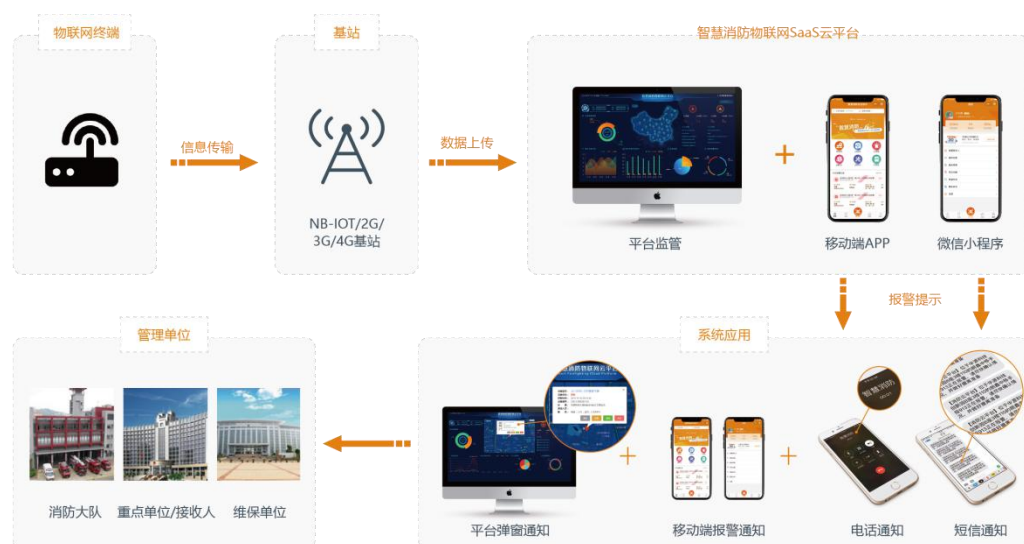 物联网终端
基站
智慧消防物联网SaaS云平台
信息传输
数据上传
NB-IOT/2G/
3G/4G基站
平台监管
移动端APP
微信小程序
报警提示
管理单位
系统应用
智慧消防
消防大队
重点单位/接收人
维保单位
平台弹窗通知
移动端报警通知
电话通知
短信通知